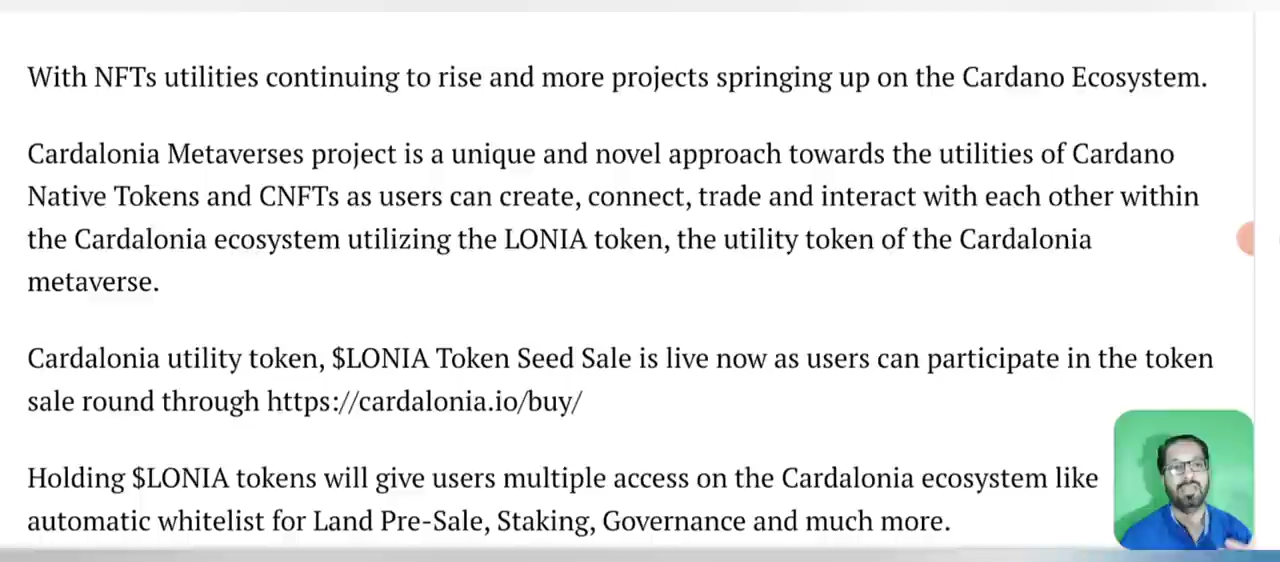 With NFTs utilities continuing to rise and more projects springing up on the Cardano Ecosystem.
Cardalonia Metaverses project is a unique and novel approach towards the utilities of Cardano
Native Tokens and CNFTs as users can create, connect, trade and interact with each other within
the Cardalonia ecosystem utilizing the LONIA token, the utility token of the Cardalonia
metaverse.
Cardalonia utility token, $LONIA Token Seed Sale is live now as users can participate in the token
sale round through https://cardalonia.io/buy/
Holding $LONIA tokens will give users multiple access on the Cardalonia ecosystem like
automatic whitelist for Land Pre-Sale, Staking, Governance and much more.